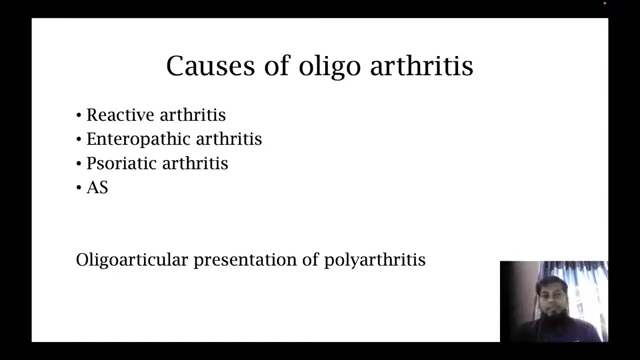 Causes of oligo arthritis
• Reactive arthritis
• Enteropathic arthritis
• Psoriatic arthritis
• AS
Oligoarticular presentation of polyarthritis